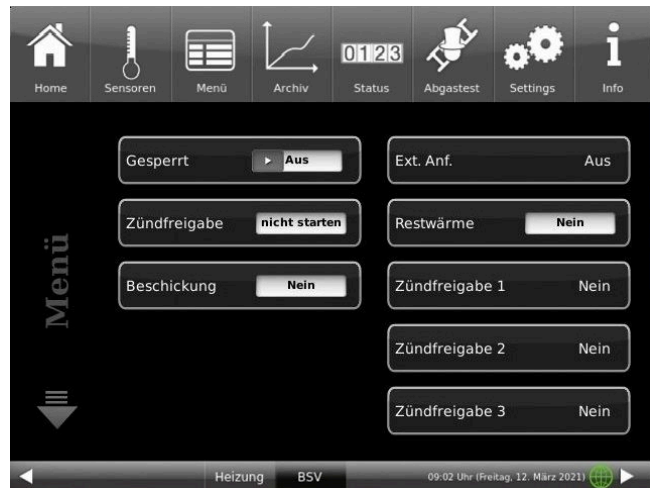 Home Sensoren Menü Archiv 0123 Status Abgastest Settings i Info
Menü
Gesperrt Aus
Zündfreigabe nicht starten
Beschickung Nein
Ext. Anf. Aus
Restwärme Nein
Zündfreigabe 1 Nein
Zündfreigabe 2 Nein
Zündfreigabe 3 Nein
Heizung BSV 09:02 Uhr (Freitag, 12. März 2021)